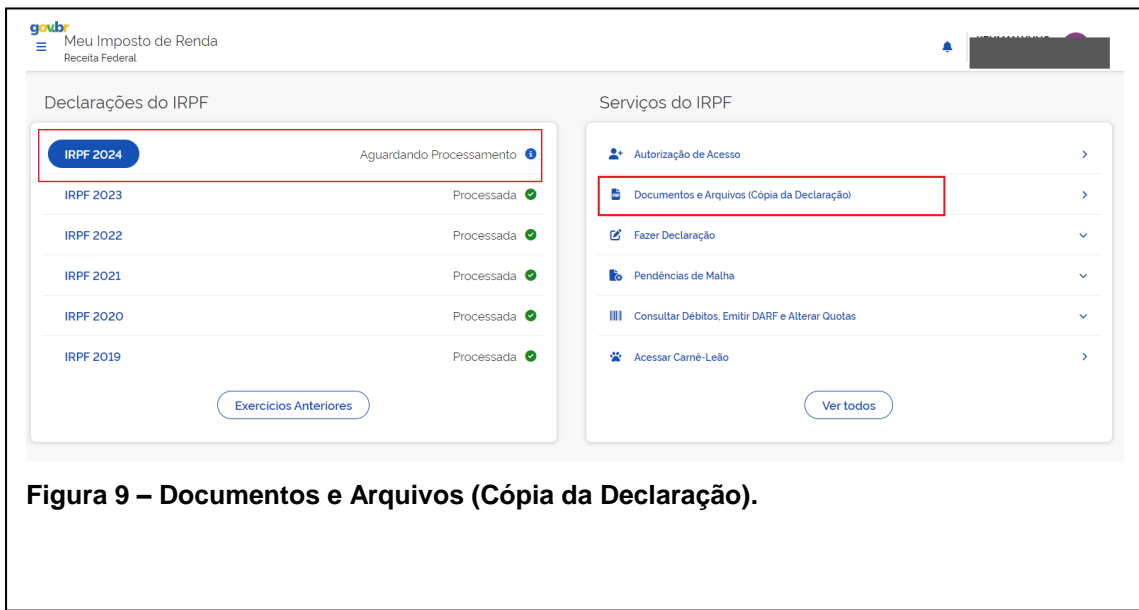 gov.br
Meu Imposto de Renda
Receita Federal
Declarações do IRPF
IRPF 2024 Aguardando Processamento
IRPF 2023 Processada
IRPF 2022 Processada
IRPF 2021 Processada
IRPF 2020 Processada
IRPF 2019 Processada
Exercícios Anteriores
Serviços do IRPF
Autorização de Acesso
Documentos e Arquivos (Cópia da Declaração)
Fazer Declaração
Pendências de Malha
Consultar Débitos, Emitir DARF e Alterar Quotas
Acessar Carnê-Leão
Ver todos
Figura 9 – Documentos e Arquivos (Cópia da Declaração).